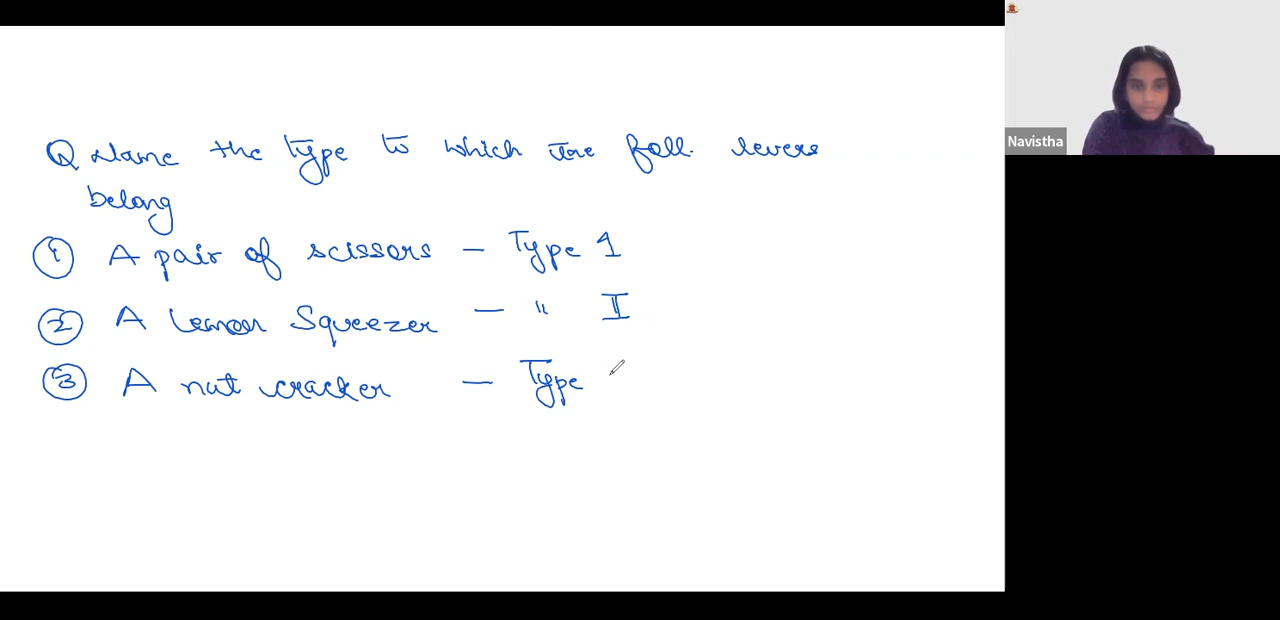 Q Name the type to which the foll. levers
belong
① A pair of scissors – Type 1
② A lemon Squeezer – " II
③ A nut cracker – Type
Navistha